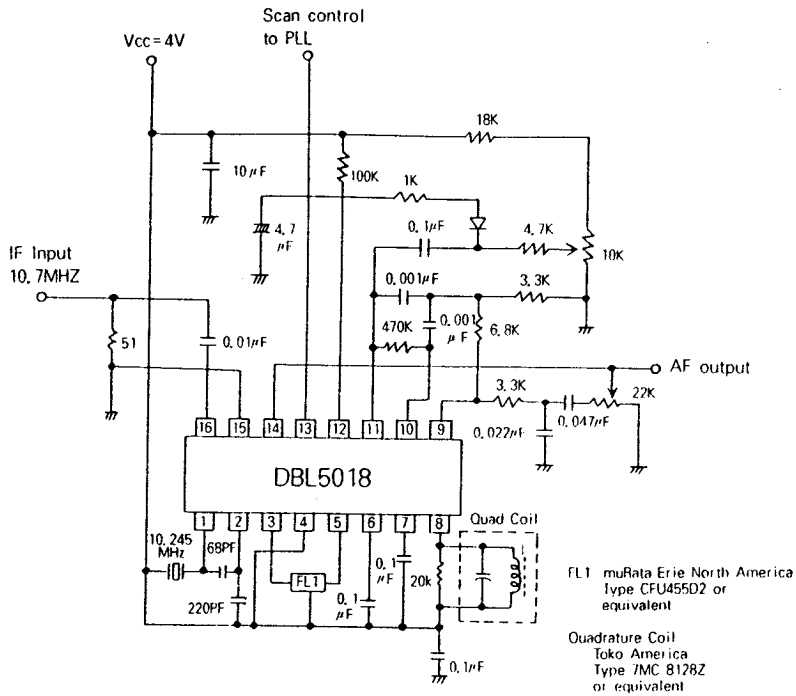 Scan control
to PLL
Vcc=4V
18K
10μF
100K
1K
4.7
μF
0.1μF
4.7K
10K
IF Input
10.7MHZ
0.001μF
3.3K
51
0.01μF
470K
0.001
μF
6.8K
AF output
3.3K
22K
0.022μF
0.047μF
16
15
14
13
12
11
10
9
DBL5018
1
2
3
4
5
6
7
8
Quad Coil
10.245
MHz
68PF
FL1
0.1
μF
20k
220PF
0.1
μF
0.1μF
FL1 muRata Erie North America
Type CFU455D2 or
equivalent
Quadrature Coil
Toko America
Type 7MC 8128Z
or equivalent